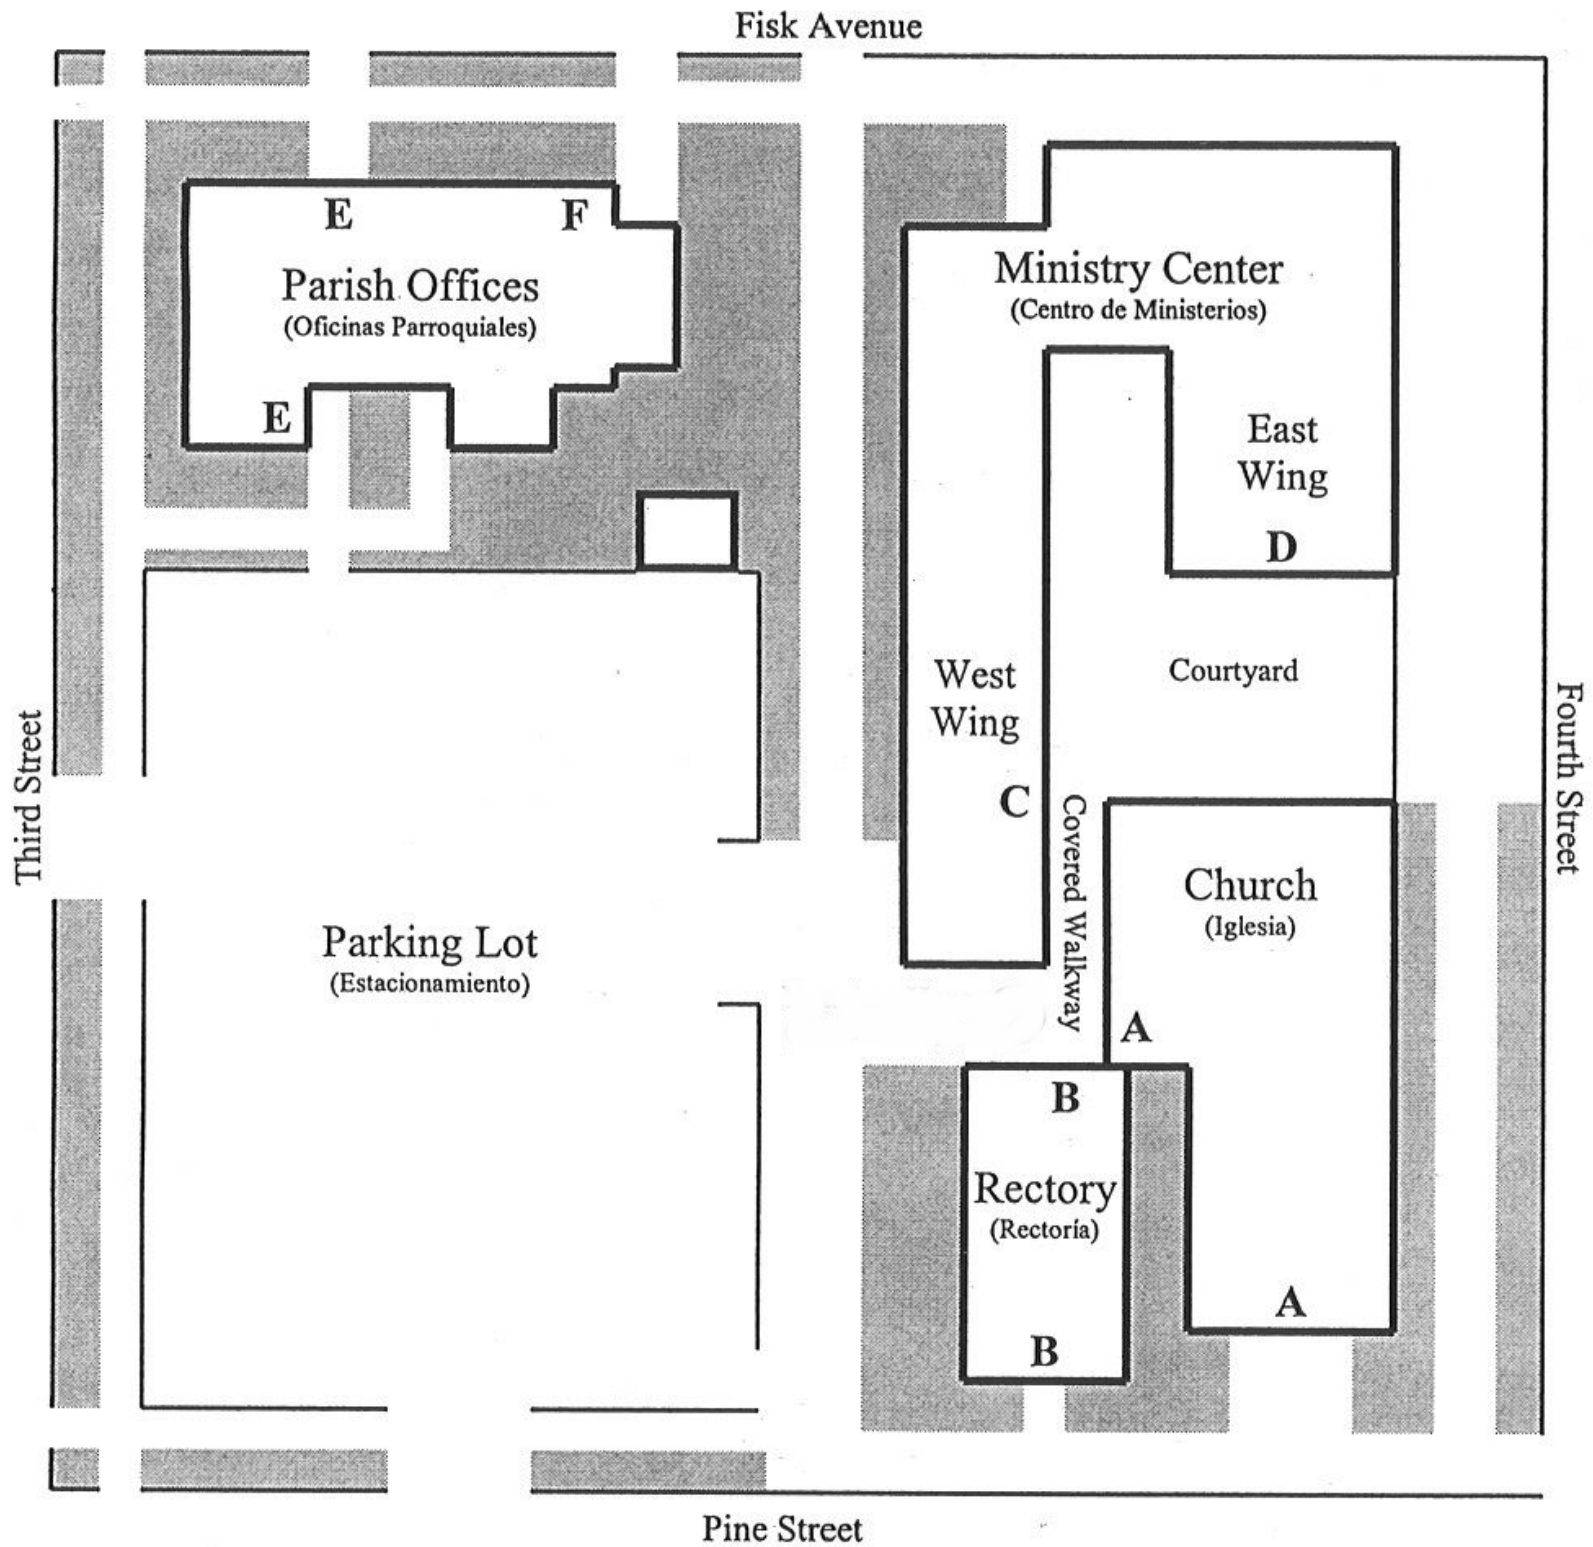 Fisk Avenue
E
F
Parish Offices
(Oficinas Parroquiales)
E
Ministry Center
(Centro de Ministerios)
East
Wing
D
West
Wing
Courtyard
C
Covered Walkway
Third Street
Fourth Street
Church
(Iglesia)
Parking Lot
(Estacionamiento)
A
B
Rectory
(Rectoría)
A
B
Pine Street